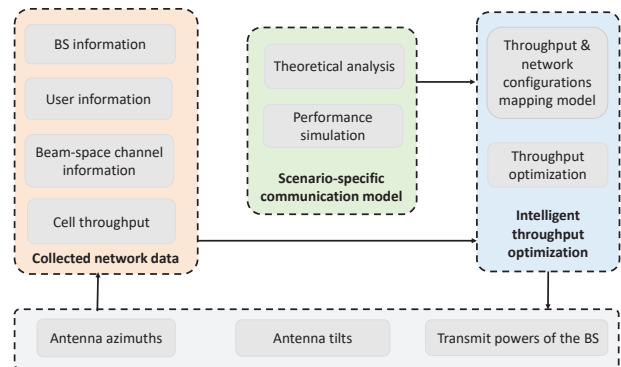 BS information
User information
Beam-space channel
information
Cell throughput
Collected network data
Theoretical analysis
Performance
simulation
Scenario-specific
communication model
Throughput &
network
configurations
mapping model
Throughput
optimization
Intelligent
throughput
optimization
Antenna azimuths
Antenna tilts
Transmit powers of the BS